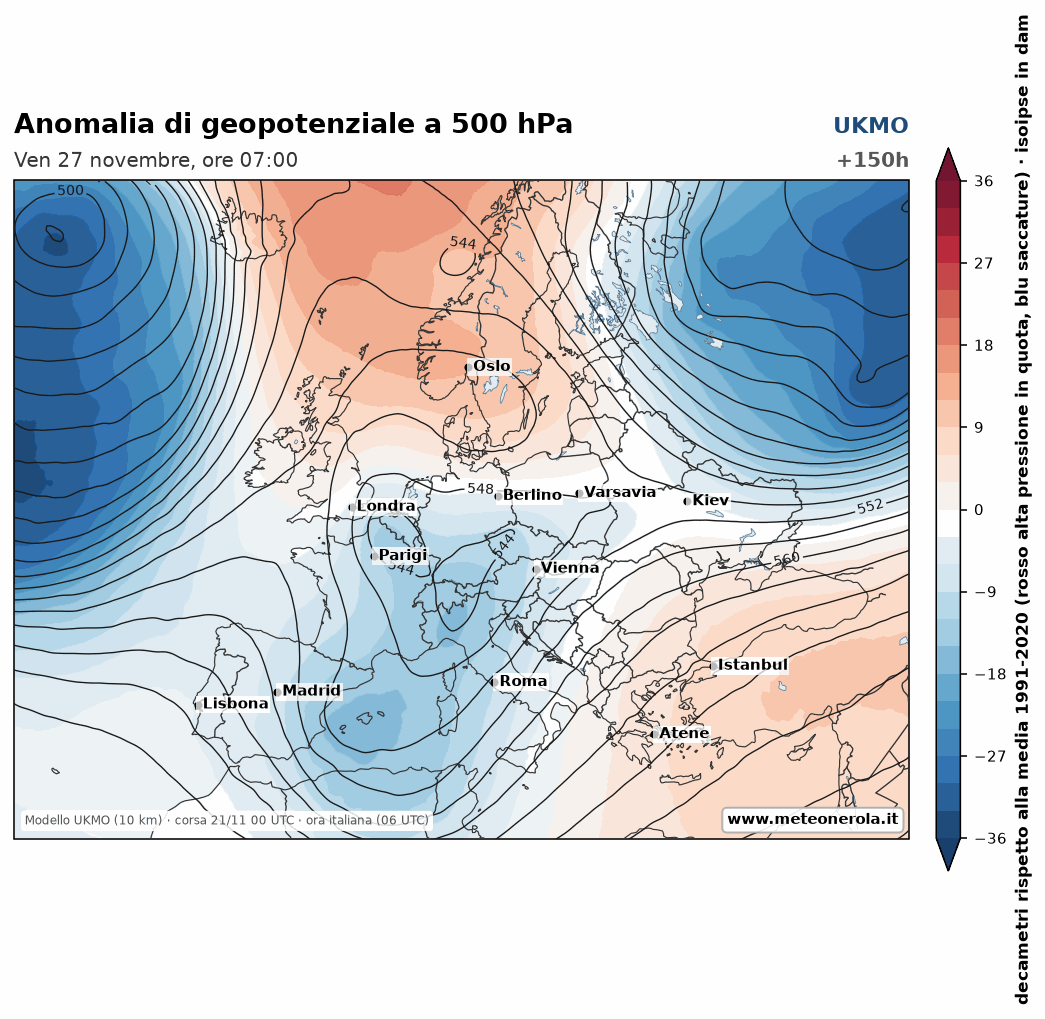 Anomalia di geopotenziale a 500 hPa
UKMO
Ven 27 novembre, ore 07:00
+150h
500
544
Oslo
548
Berlino
Varsavia
Kiev
Londra
552
544
Parigi
544
Vienna
560
Istanbul
Roma
Madrid
Lisbona
Atene
Modello UKMO (10 km) · corsa 21/11 00 UTC · ora italiana (06 UTC)
www.meteonerola.it
36
27
18
9
0
−9
−18
−27
−36
decametri rispetto alla media 1991-2020 (rosso alta pressione in quota, blu saccature) · isoipse in dam